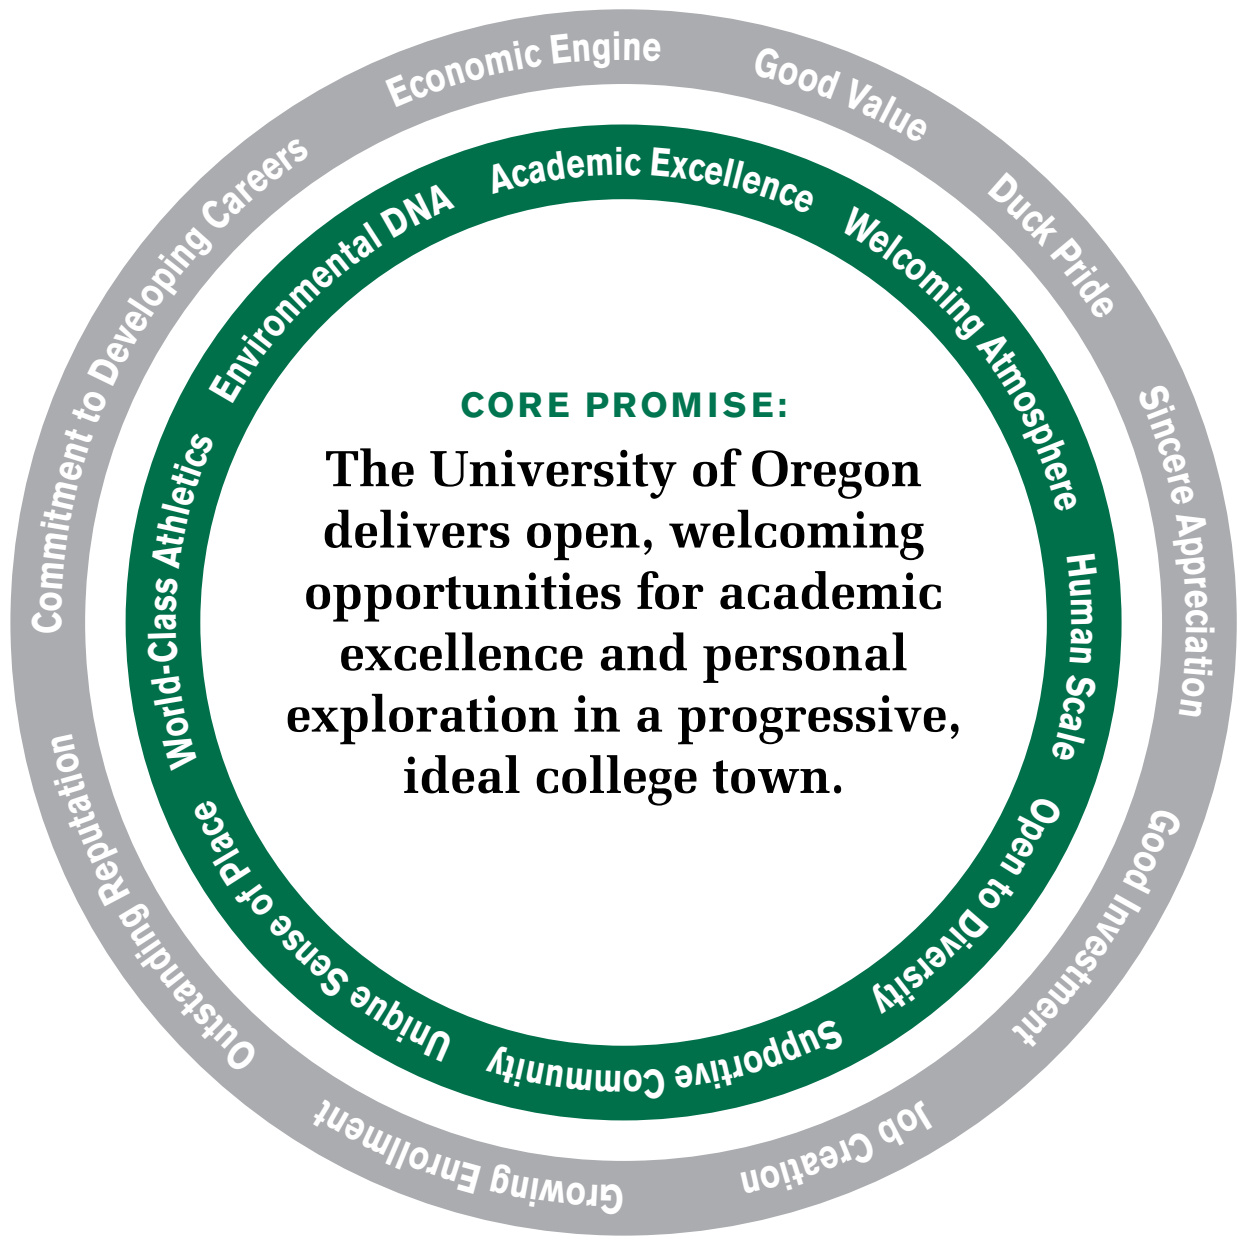 Economic Engine
Good Value
Duck Pride
Sincere Appreciation
Good Investment
Job Creation
Growing Enrollment
Outstanding Reputation
Commitment to Developing Careers
Academic Excellence
Welcoming Atmosphere
Human Scale
Open to Diversity
Supportive Community
Unique Sense of Place
World-Class Athletics
Environmental DNA
CORE PROMISE:
The University of Oregon
delivers open, welcoming
opportunities for academic
excellence and personal
exploration in a progressive,
ideal college town.